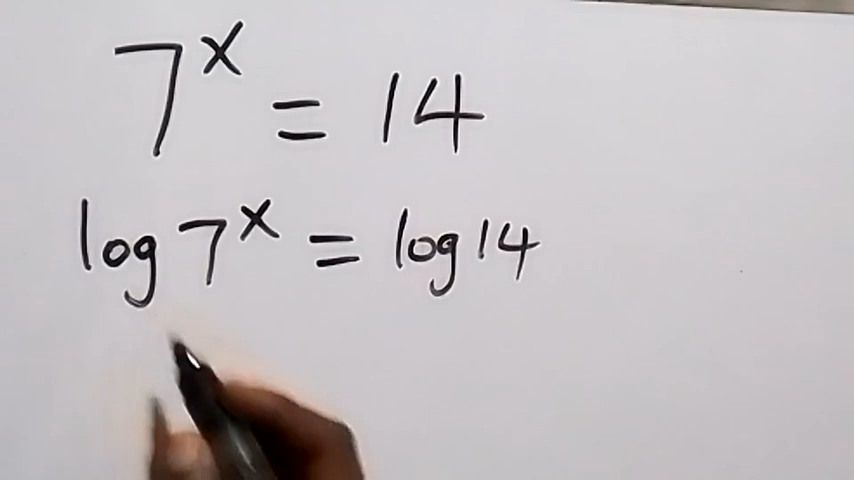 7^x = 14
log 7^x = log 14